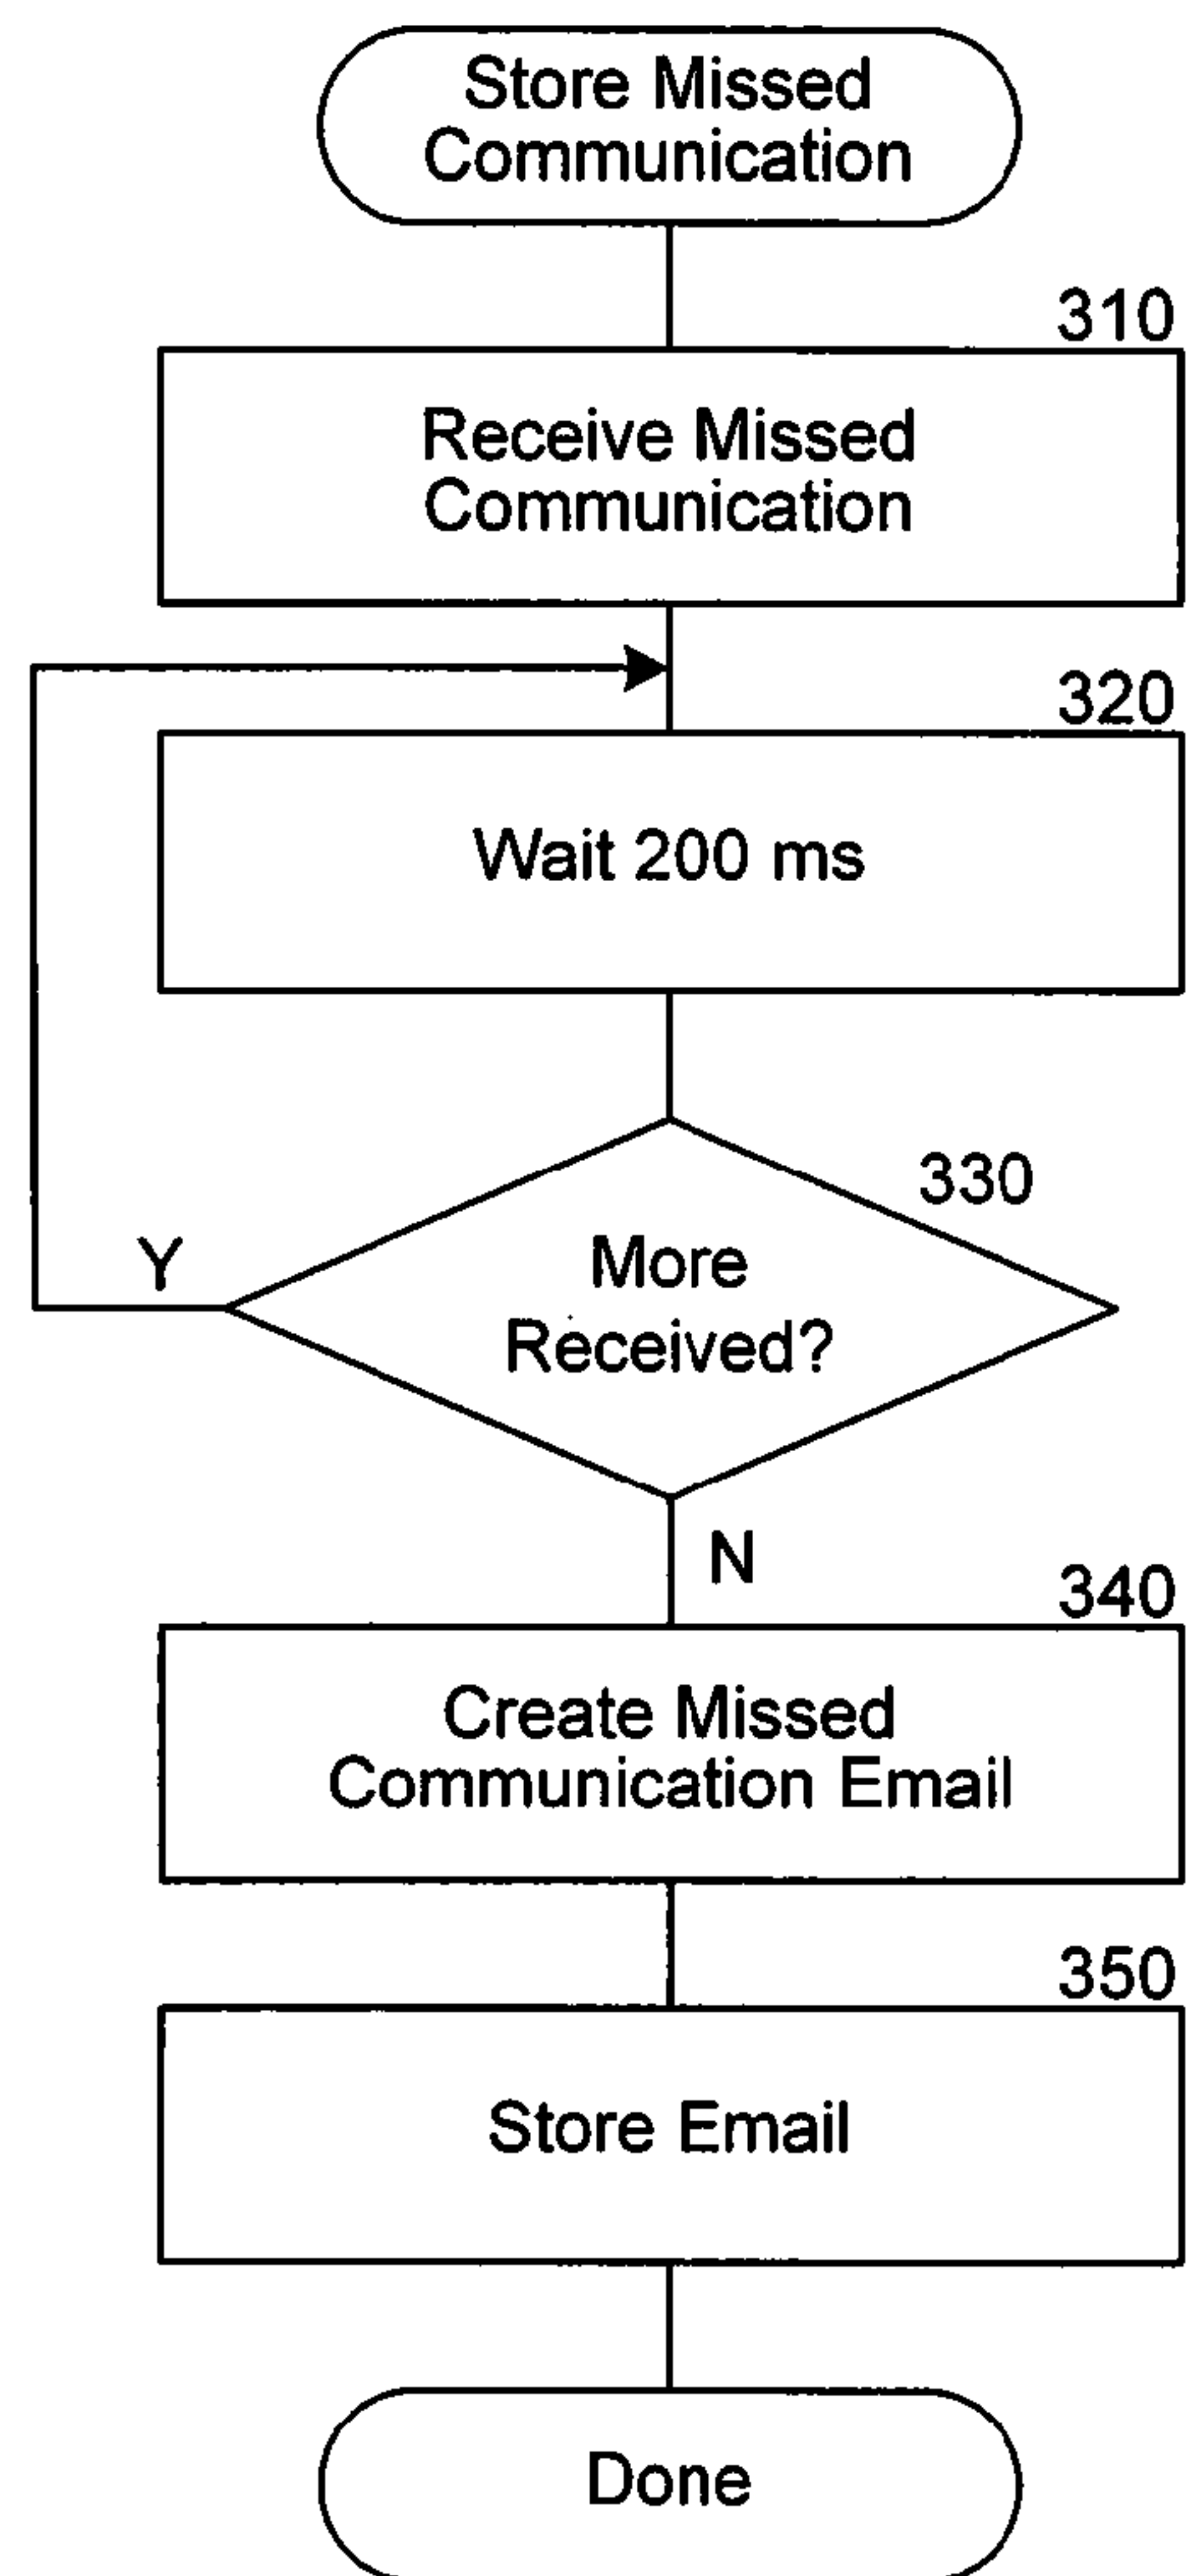 Store Missed
Communication
310
Receive Missed
Communication
320
Wait 200 ms
330
More
Received?
Y
N
340
Create Missed
Communication Email
350
Store Email
Done